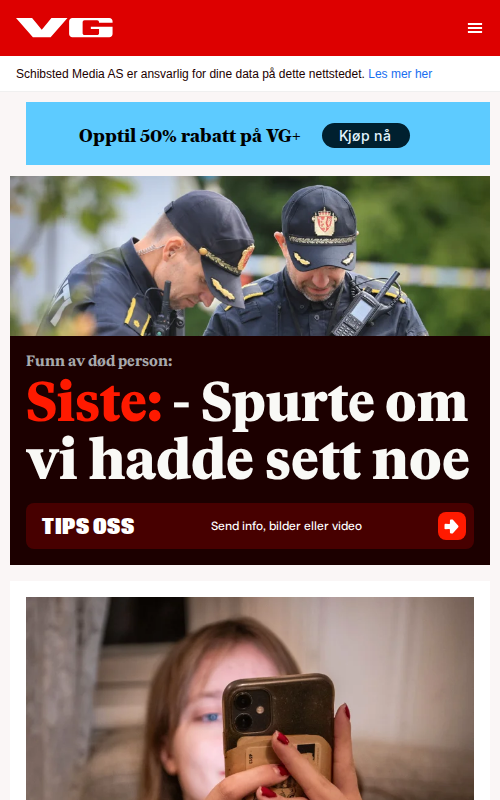 VG
Schibsted Media AS er ansvarlig for dine data på dette nettstedet. Les mer her
Opptil 50% rabatt på VG+ Kjøp nå
Funn av død person:
Siste: - Spurte om
vi hadde sett noe
TIPS OSS Send info, bilder eller video